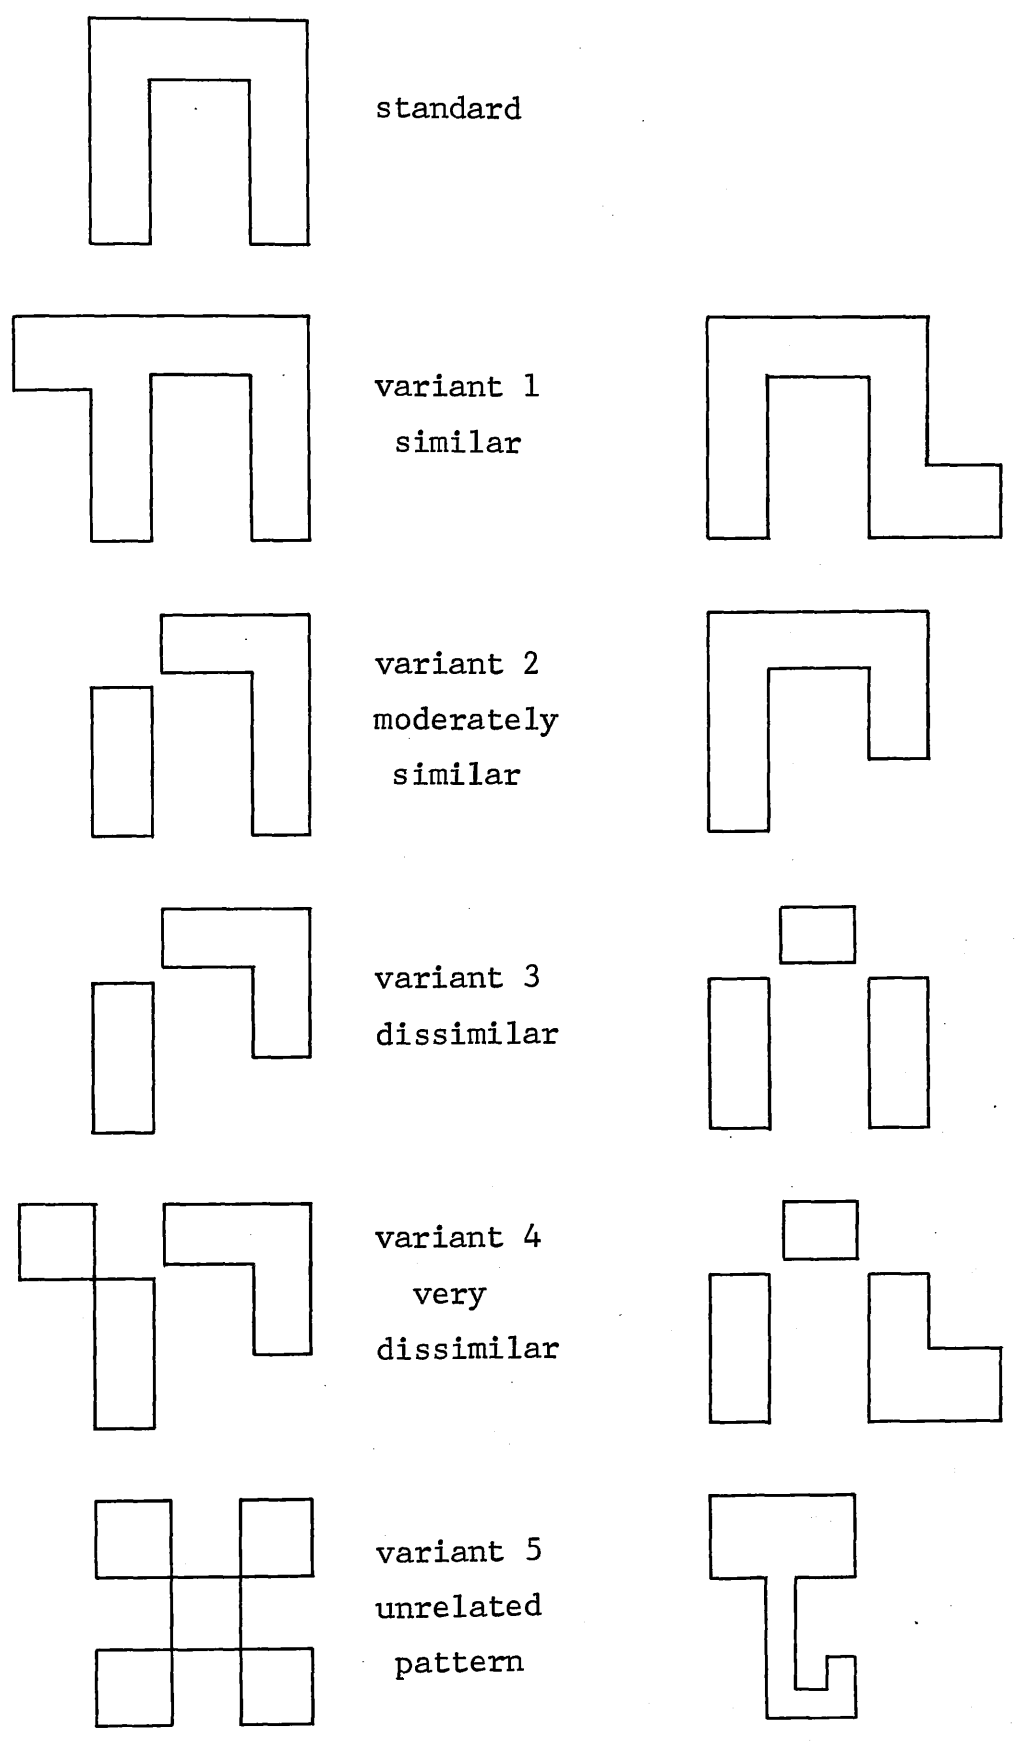 standard
variant 1
similar
variant 2
moderately
similar
variant 3
dissimilar
variant 4
very
dissimilar
variant 5
unrelated
pattern